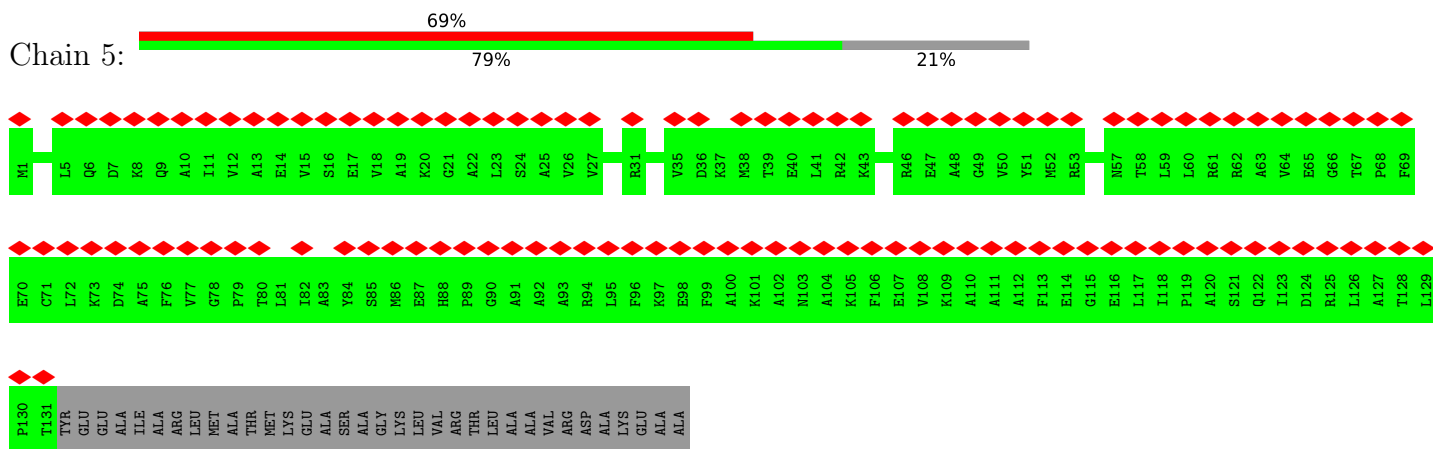 69%
Chain 5:
79% 21%
M1 L5 Q6 D7 K8 Q9 A10 I11 V12 A13 E14 V15 S16 E17 V18 A19 K20 G21 A22 L23 S24 A25 V26 V27 R31 V35 D36 K37 M38 T39 E40 L41 R42 K43 R46 E47 A48 G49 V50 Y51 M52 R53 N57 T58 L59 L60 R61 R62 A63 V64 E65 G66 T67 P68 F69
E70 C71 L72 K73 D74 A75 F76 V77 G78 P79 T80 L81 I82 A83 Y84 S85 M86 E87 H88 P89 G90 A91 A92 A93 R94 L95 F96 K97 E98 F99 A100 K101 A102 N103 A104 K105 F106 E107 V108 K109 A110 A111 A112 F113 E114 G115 E116 L117 I118 P119 A120 S121 Q122 I123 D124 R125 L126 A127 T128 L129
P130 T131 TYR GLU GLU ALA ILE ALA ARG LEU MET ALA THR MET LYS GLU ALA SER ALA GLY LYS LEU VAL ARG THR LEU ALA ALA VAL ARG ASP ALA LYS GLU ALA ALA